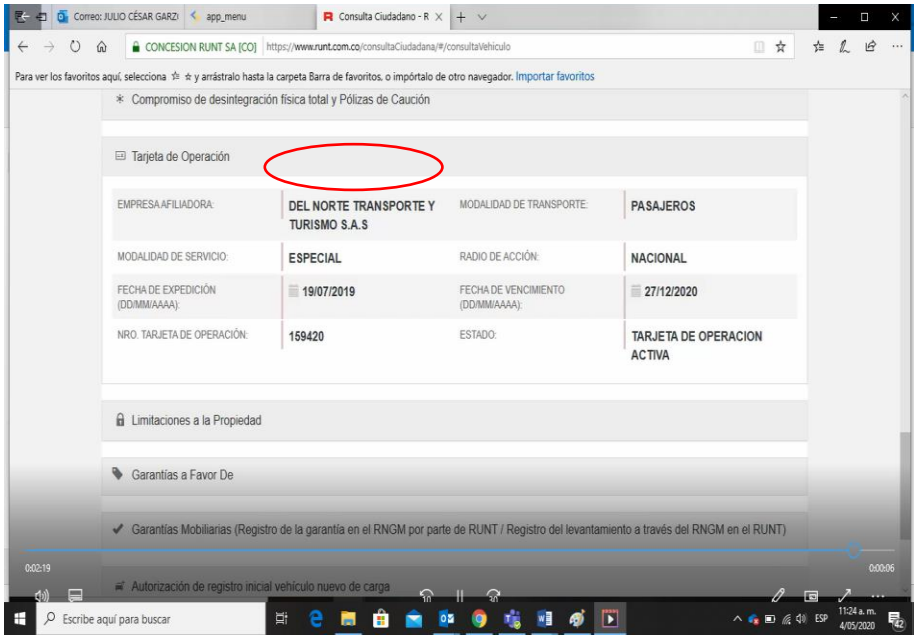 Correo: JULIO CÉSAR GARZ
app_menu
Consulta Ciudadano - R
CONCESION RUNT SA [CO]
https://www.runt.com.co/consultaCiudadana/#/consultaVehiculo
Para ver los favoritos aquí, selecciona y arrástralo hasta la carpeta Barra de favoritos, o impórtalo de otro navegador. Importar favoritos
Compromiso de desintegración física total y Pólizas de Caución
Tarjeta de Operación
EMPRESA AFILIADORA:
DEL NORTE TRANSPORTE Y
TURISMO S.A.S
MODALIDAD DE TRANSPORTE:
PASAJEROS
MODALIDAD DE SERVICIO:
ESPECIAL
RADIO DE ACCIÓN:
NACIONAL
FECHA DE EXPEDICIÓN
(DD/MM/AAAA):
19/07/2019
FECHA DE VENCIMIENTO
(DD/MM/AAAA):
27/12/2020
NRO. TARJETA DE OPERACIÓN:
159420
ESTADO:
TARJETA DE OPERACION
ACTIVA
Limitaciones a la Propiedad
Garantías a Favor De
Garantías Mobiliarias (Registro de la garantía en el RNGM por parte de RUNT / Registro del levantamiento a través del RNGM en el RUNT)
0:02:19
0:00:06
Autorización de registro inicial vehículo nuevo de carga
10
30
Escribe aquí para buscar
ESP
11:24 a. m.
4/05/2020
42